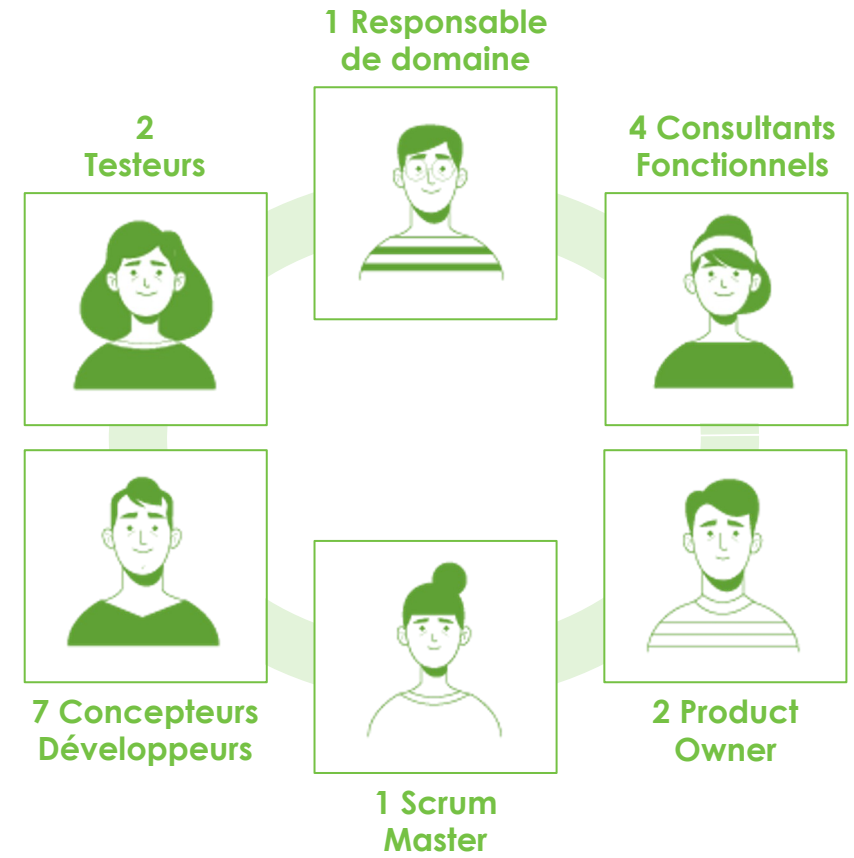 1 Responsable
de domaine
2
Testeurs
4 Consultants
Fonctionnels
7 Concepteurs
Développeurs
2 Product
Owner
1 Scrum
Master